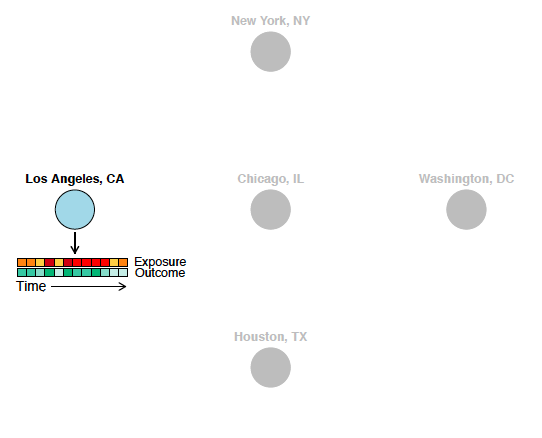 New York, NY
Los Angeles, CA
Chicago, IL
Washington, DC
Exposure
Outcome
Time
Houston, TX